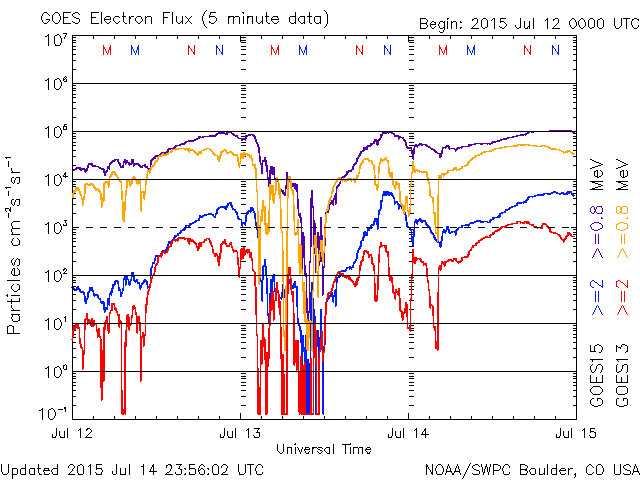 GOES Electron Flux (5 minute data)
Begin: 2015 Jul 12 0000 UTC
10⁷
M M N N M M N N M M N N
10⁶
10⁵
10⁴
10³
10²
10¹
10⁰
10⁻¹
Particles cm⁻²s⁻¹sr⁻¹
Jul 12 Jul 13 Jul 14 Jul 15
Universal Time
GOES15 >=2 >=0.8 MeV
GOES13 >=2 >=0.8 MeV
Updated 2015 Jul 14 23:56:02 UTC
NOAA/SWPC Boulder, CO USA